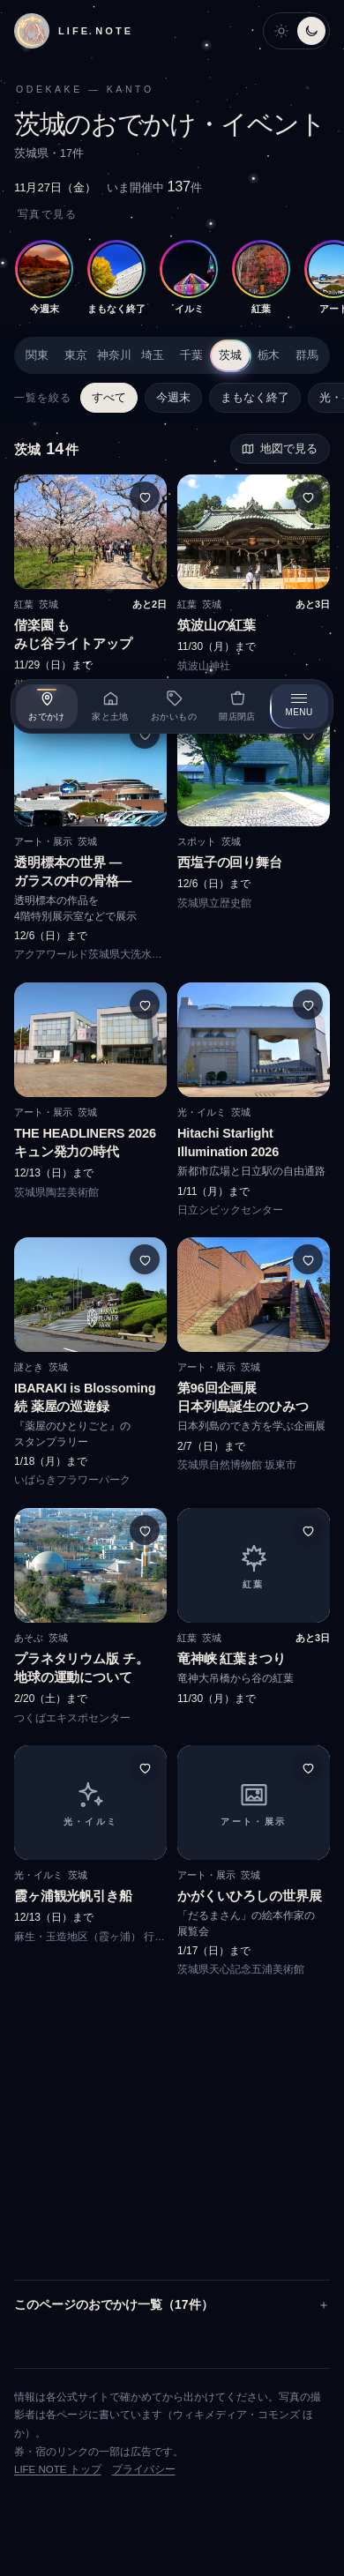 LIFE.NOTE
ODEKAKE — KANTO
茨城のおでかけ・イベント
茨城県・17件
11月27日（金） いま開催中 137件
写真で見る
今週末 まもなく終了 イルミ 紅葉 アート
関東 東京 神奈川 埼玉 千葉 茨城 栃木 群馬
一覧を絞る すべて 今週末 まもなく終了 光・
茨城 14件 地図で見る
紅葉 茨城 あと2日
偕楽園 も
みじ谷ライトアップ
11/29（日）まで
紅葉 茨城 あと3日
筑波山の紅葉
11/30（月）まで
筑波山神社
おでかけ 家と土地 おかいもの 開店閉店 MENU
アート・展示 茨城
透明標本の世界 —
ガラスの中の骨格—
透明標本の作品を
4階特別展示室などで展示
12/6（日）まで
アクアワールド茨城県大洗水…
スポット 茨城
西塩子の回り舞台
12/6（日）まで
茨城県立歴史館
アート・展示 茨城
THE HEADLINERS 2026
キュン発力の時代
12/13（日）まで
茨城県陶芸美術館
光・イルミ 茨城
Hitachi Starlight
Illumination 2026
新都市広場と日立駅の自由通路
1/11（月）まで
日立シビックセンター
IBARAKI
FLOWER
PARK
謎とき 茨城
IBARAKI is Blossoming
続 薬屋の巡遊録
『薬屋のひとりごと』の
スタンプラリー
1/18（月）まで
いばらきフラワーパーク
アート・展示 茨城
第96回企画展
日本列島誕生のひみつ
日本列島のでき方を学ぶ企画展
2/7（日）まで
茨城県自然博物館 坂東市
あそぶ 茨城
プラネタリウム版 チ。
地球の運動について
2/20（土）まで
つくばエキスポセンター
紅葉
紅葉 茨城 あと3日
竜神峡 紅葉まつり
竜神大吊橋から谷の紅葉
11/30（月）まで
光・イルミ
光・イルミ 茨城
霞ヶ浦観光帆引き船
12/13（日）まで
麻生・玉造地区（霞ヶ浦） 行…
アート・展示
アート・展示 茨城
かがくいひろしの世界展
「だるまさん」の絵本作家の
展覧会
1/17（日）まで
茨城県天心記念五浦美術館
このページのおでかけ一覧（17件） ＋
情報は各公式サイトで確かめてから出かけてください。写真の撮
影者は各ページに書いています（ウィキメディア・コモンズ ほ
か）。
券・宿のリンクの一部は広告です。
LIFE NOTE トップ プライバシー